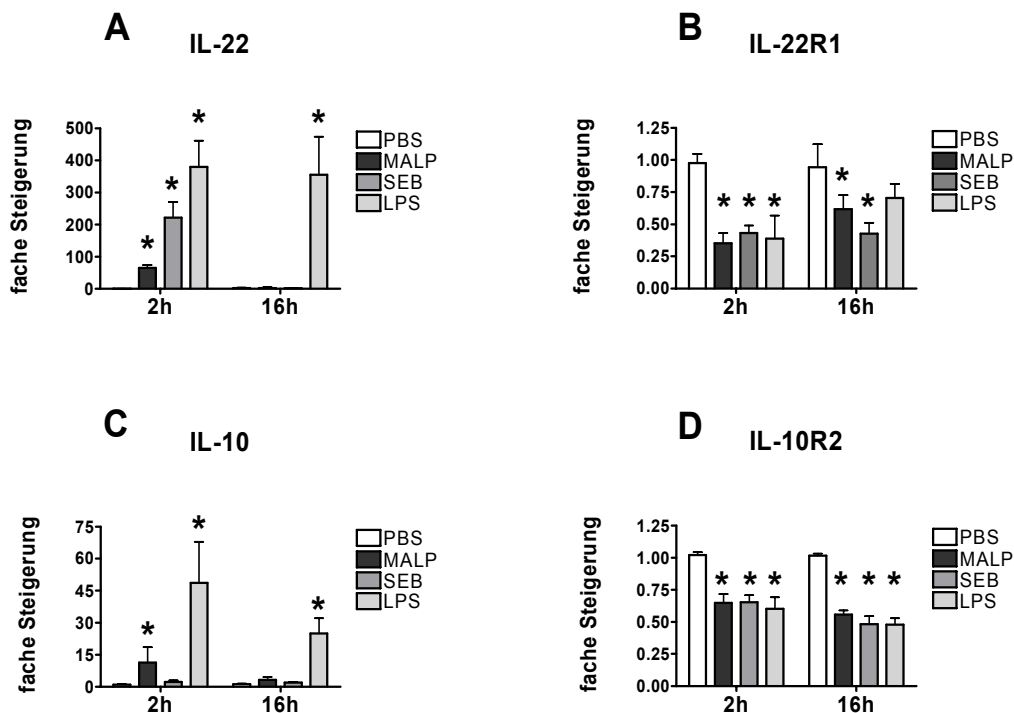 A
IL-22
fache Steigerung
500
400
300
200
100
0
*
*
*
*
2h
16h
PBS
MALP
SEB
LPS
B
IL-22R1
fache Steigerung
1.25
1.00
0.75
0.50
0.25
0.00
* * *
*
*
2h
16h
PBS
MALP
SEB
LPS
C
IL-10
fache Steigerung
75
60
45
30
15
0
*
*
*
2h
16h
PBS
MALP
SEB
LPS
D
IL-10R2
fache Steigerung
1.25
1.00
0.75
0.50
0.25
0.00
* * *
* * *
2h
16h
PBS
MALP
SEB
LPS